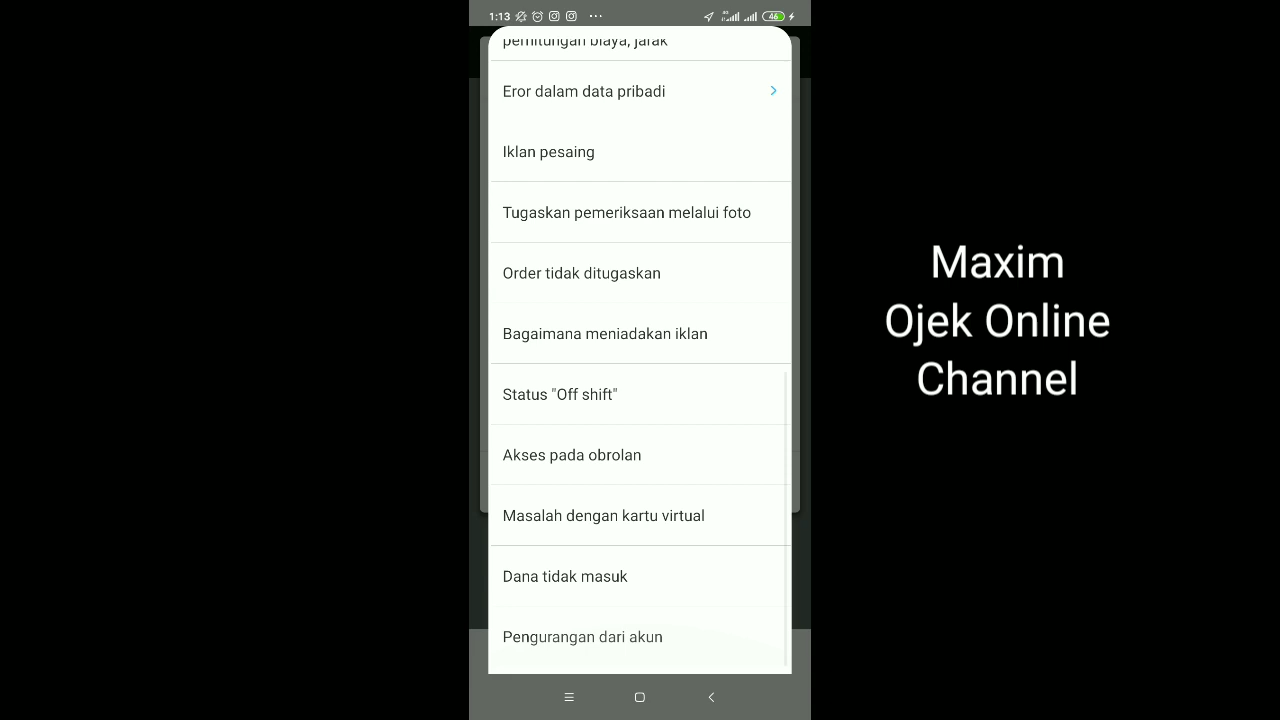 1:13
4G
46
perhitungan biaya, jarak
Eror dalam data pribadi
Iklan pesaing
Tugaskan pemeriksaan melalui foto
Order tidak ditugaskan
Bagaimana meniadakan iklan
Status "Off shift"
Akses pada obrolan
Masalah dengan kartu virtual
Dana tidak masuk
Pengurangan dari akun
Maxim
Ojek Online
Channel